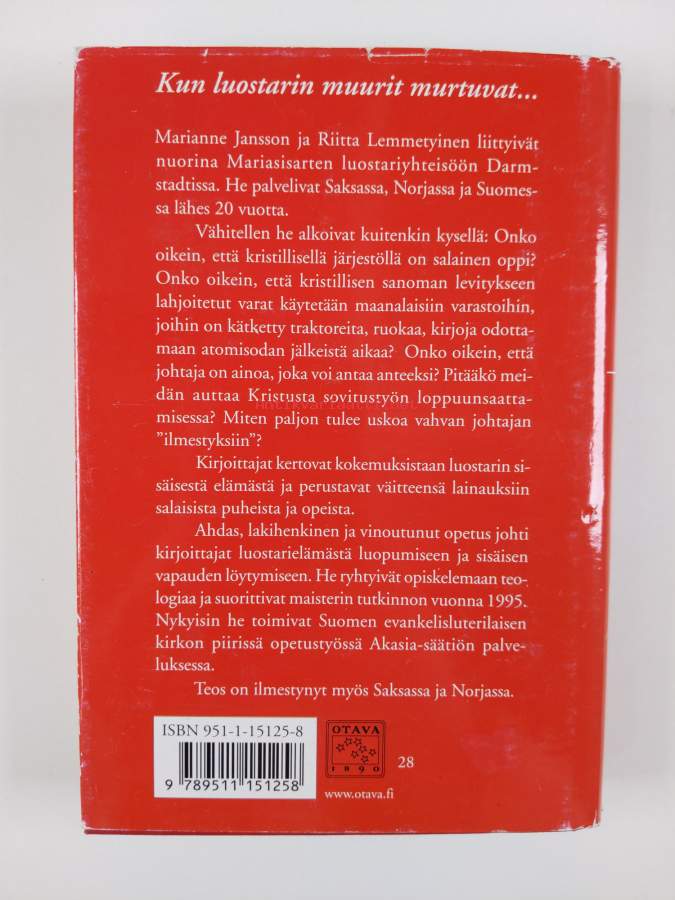 Kun luostarin muurit murtuvat...
Marianne Jansson ja Riitta Lemmetyinen liittyivät
nuorina Mariasisarten luostariyhteisöön Darm-
stadtissa. He palvelivat Saksassa, Norjassa ja Suomes-
sa lähes 20 vuotta.
Vähitellen he alkoivat kuitenkin kysellä: Onko
oikein, että kristillisellä järjestöllä on salainen oppi?
Onko oikein, että kristillisen sanoman levitykseen
lahjoitetut varat käytetään maanalaisiin varastoihin,
joihin on kätketty traktoreita, ruokaa, kirjoja odotta-
maan atomisodan jälkeistä aikaa? Onko oikein, että
johtaja on ainoa, joka voi antaa anteeksi? Pitääkö mei-
dän auttaa Kristusta sovitustyön loppuunsaatta-
misessa? Miten paljon tulee uskoa vahvan johtajan
"ilmestyksiin"?
Kirjoittajat kertovat kokemuksistaan luostarin si-
säisestä elämästä ja perustavat väitteensä lainauksiin
salaisista puheista ja opeista.
Ahdas, lakihenkinen ja vinoutunut opetus johti
kirjoittajat luostarielämästä luopumiseen ja sisäisen
vapauden löytymiseen. He ryhtyivät opiskelemaan teo-
logiaa ja suorittivat maisterin tutkinnon vuonna 1995.
Nykyisin he toimivat Suomen evankelisluterilaisen
kirkon piirissä opetustyössä Akasia-säätiön palve-
luksessa.
Teos on ilmestynyt myös Saksassa ja Norjassa.
ISBN 951-1-15125-8
9 789511 151258
OTAVA
1890
28
www.otava.fi